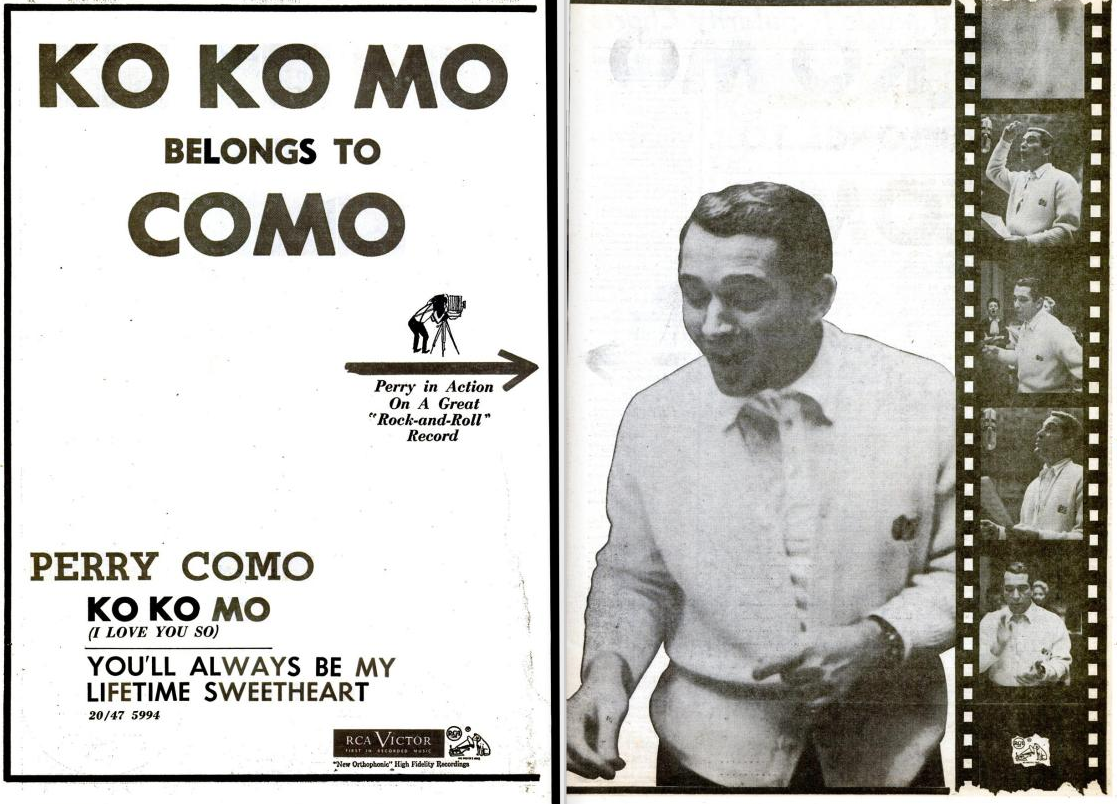 KO KO MO
BELONGS TO
COMO
Perry in Action
On A Great
"Rock-and-Roll"
Record
PERRY COMO
KO KO MO
(I LOVE YOU SO)
YOU'LL ALWAYS BE MY
LIFETIME SWEETHEART
20/47 5994
RCA VICTOR
FIRST IN RECORDED MUSIC
RCA
"New Orthophonic" High Fidelity Recordings